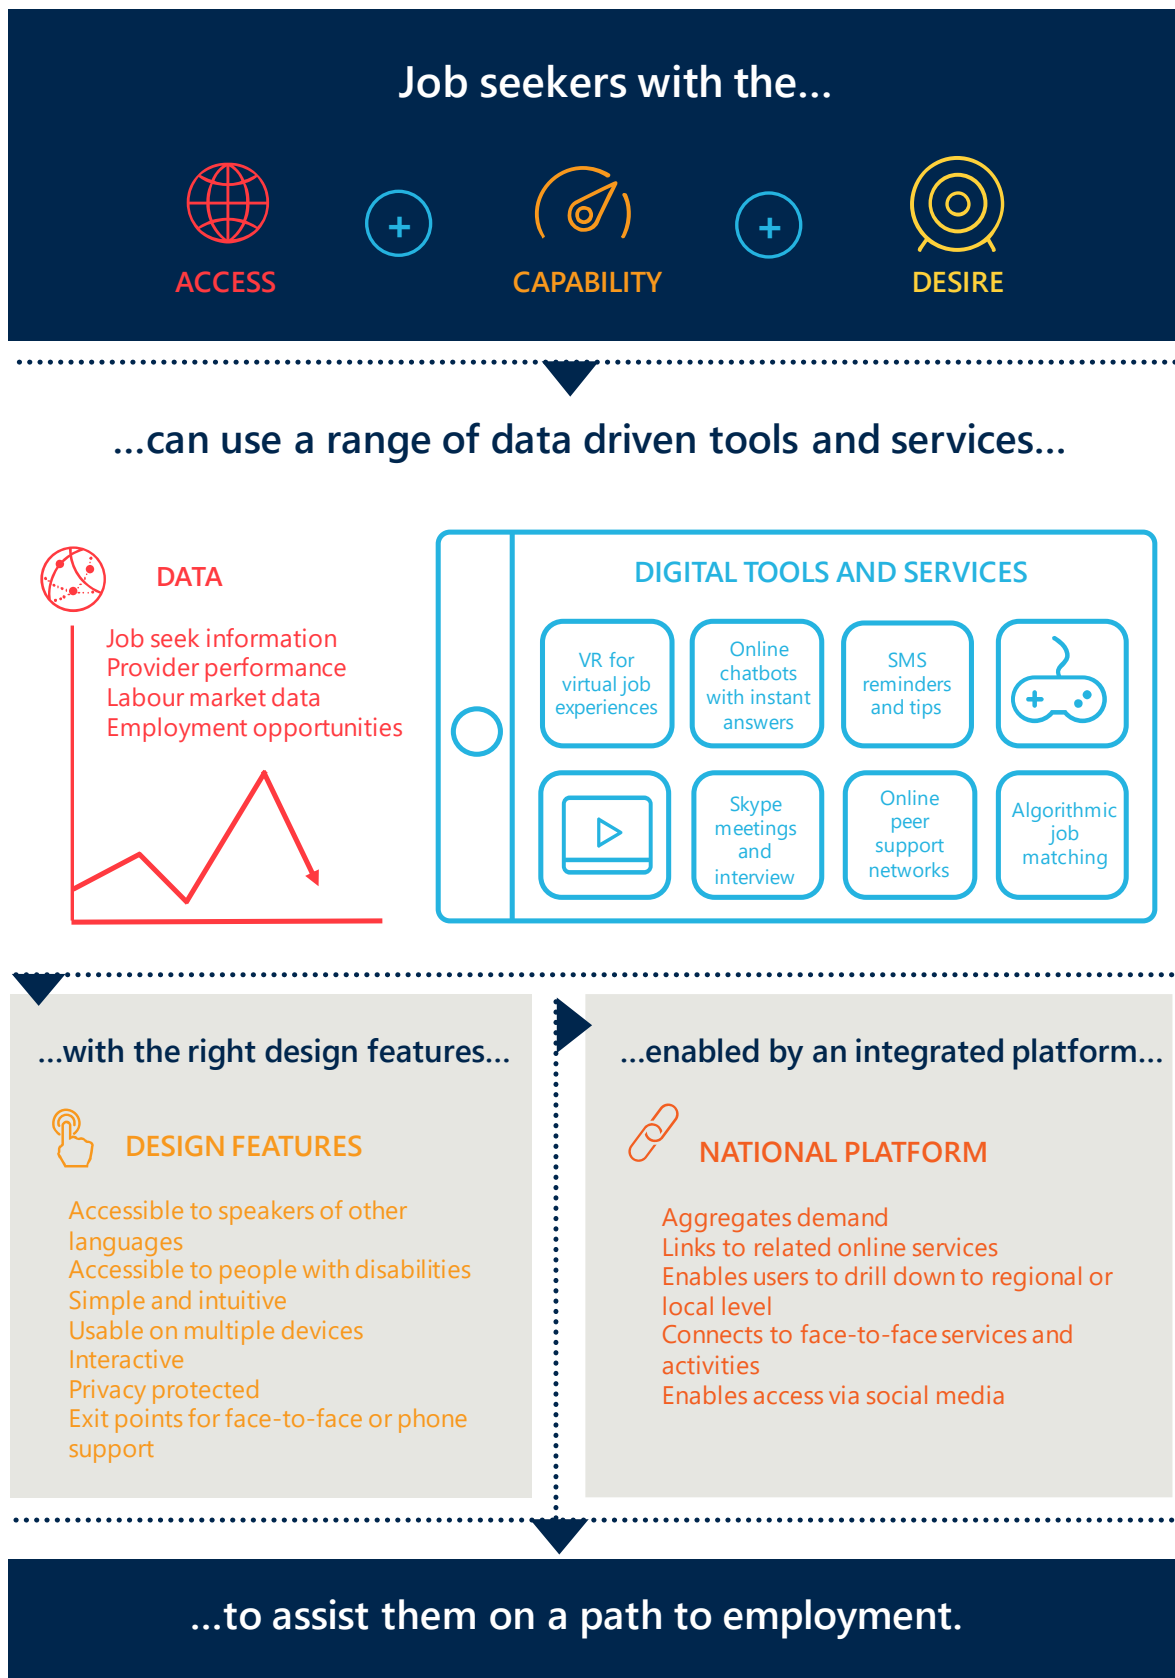 Job seekers with the...
+
+
ACCESS
CAPABILITY
DESIRE
...can use a range of data driven tools and services...
DATA
Job seek information
Provider performance
Labour market data
Employment opportunities
DIGITAL TOOLS AND SERVICES
VR for
virtual job
experiences
Online
chatbots
with instant
answers
SMS
reminders
and tips
Skype
meetings
and
interview
Online
peer
support
networks
Algorithmic
job
matching
...with the right design features...
DESIGN FEATURES
Accessible to speakers of other
languages
Accessible to people with disabilities
Simple and intuitive
Usable on multiple devices
Interactive
Privacy protected
Exit points for face-to-face or phone
support
...enabled by an integrated platform...
NATIONAL PLATFORM
Aggregates demand
Links to related online services
Enables users to drill down to regional or
local level
Connects to face-to-face services and
activities
Enables access via social media
...to assist them on a path to employment.